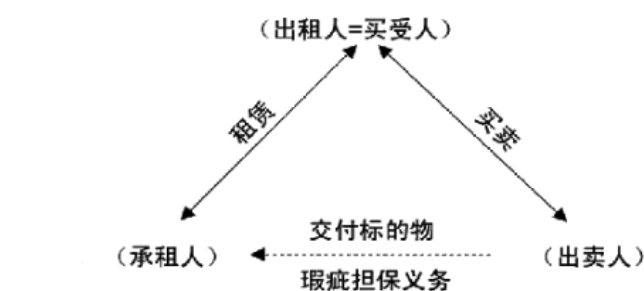 （出租人=买受人）
租赁
买卖
交付标的物
（承租人）
（出卖人）
瑕疵担保义务